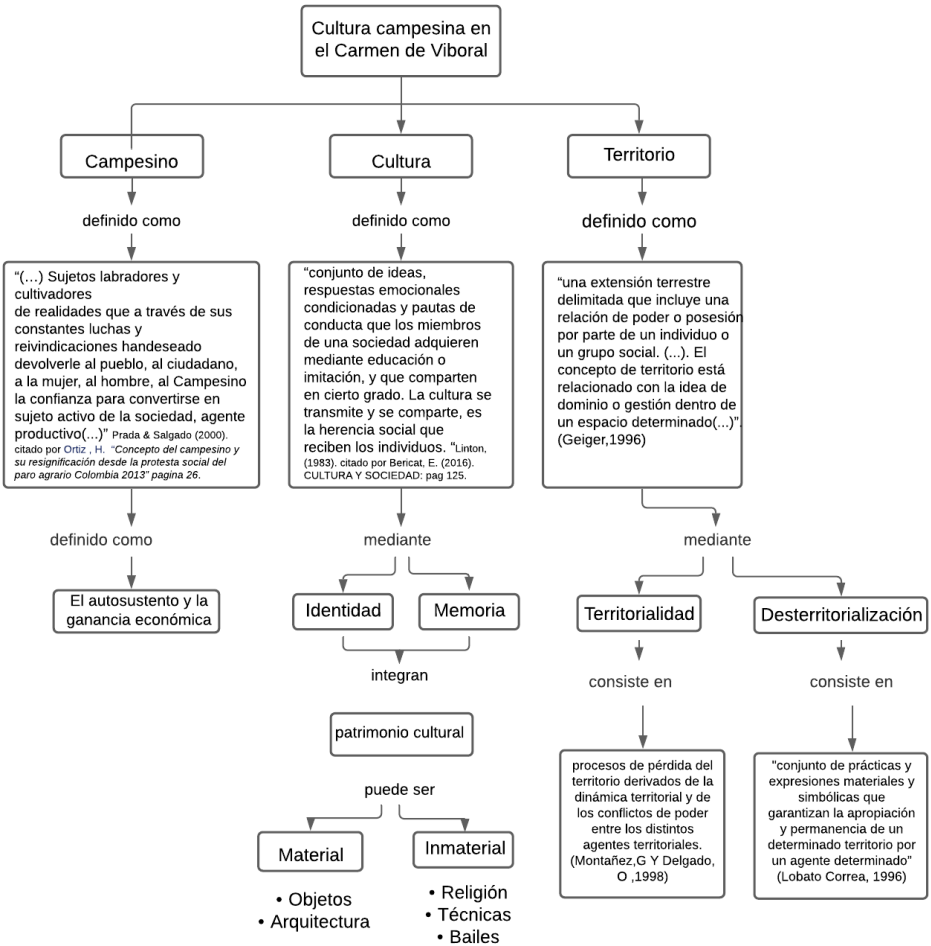 Cultura campesina en
el Carmen de Viboral
Campesino
Cultura
Territorio
definido como
definido como
definido como
“(…) Sujetos labradores y
cultivadores
de realidades que a través de sus
constantes luchas y
reivindicaciones handeseado
devolverle al pueblo, al ciudadano,
a la mujer, al hombre, al Campesino
la confianza para convertirse en
sujeto activo de la sociedad, agente
productivo(...)” Prada & Salgado (2000).
citado por Ortiz , H. “Concepto del campesino y
su resignificación desde la protesta social del
paro agrario Colombia 2013” pagina 26.
“conjunto de ideas,
respuestas emocionales
condicionadas y pautas de
conducta que los miembros
de una sociedad adquieren
mediante educación o
imitación, y que comparten
en cierto grado. La cultura se
transmite y se comparte, es
la herencia social que
reciben los individuos. “Linton,
(1983). citado por Bericat, E. (2016).
CULTURA Y SOCIEDAD: pag 125.
“una extensión terrestre
delimitada que incluye una
relación de poder o posesión
por parte de un individuo o
un grupo social. (...). El
concepto de territorio está
relacionado con la idea de
dominio o gestión dentro de
un espacio determinado(...)”.
(Geiger,1996)
definido como
mediante
mediante
El autosustento y la
ganancia económica
Identidad
Memoria
Territorialidad
Desterritorialización
integran
consiste en
consiste en
patrimonio cultural
puede ser
procesos de pérdida del
territorio derivados de la
dinámica territorial y de
los conflictos de poder
entre los distintos
agentes territoriales.
(Montañez,G Y Delgado,
O ,1998)
"conjunto de prácticas y
expresiones materiales y
simbólicas que
garantizan la apropiación
y permanencia de un
determinado territorio por
un agente determinado”
(Lobato Correa, 1996)
Material
Inmaterial
• Objetos
• Arquitectura
• Religión
• Técnicas
• Bailes